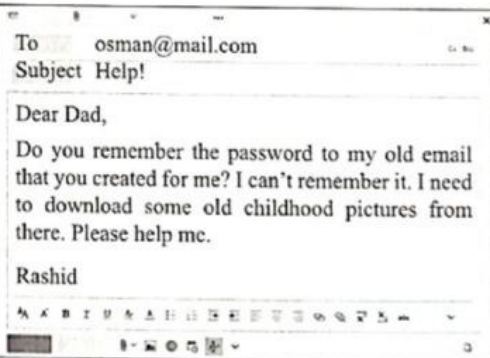 To osman@mail.com
Subject Help!
Dear Dad,
Do you remember the password to my old email
that you created for me? I can't remember it. I need
to download some old childhood pictures from
there. Please help me.
Rashid